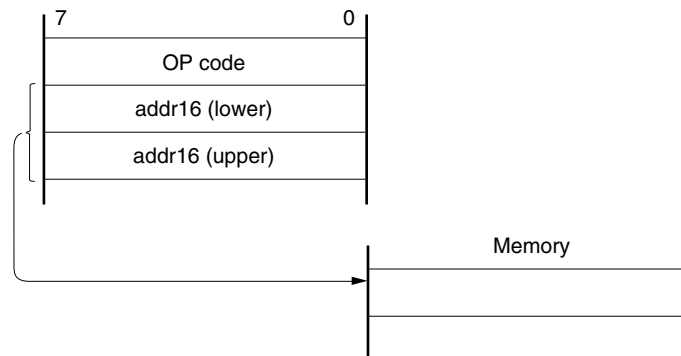 7 0
OP code
addr16 (lower)
addr16 (upper)
Memory